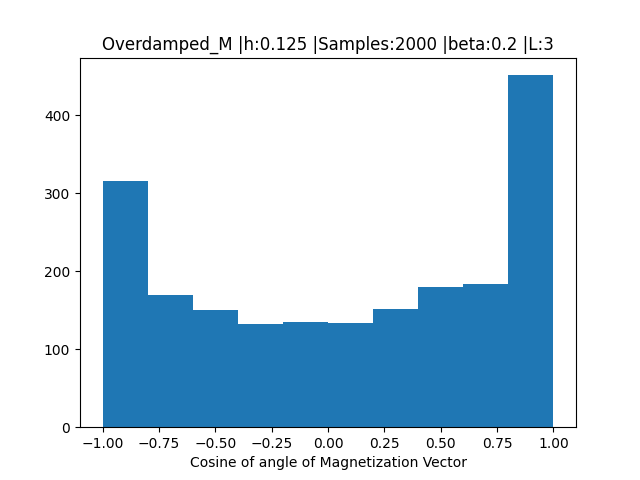 Overdamped_M |h:0.125 |Samples:2000 |beta:0.2 |L:3
400
300
200
100
0
−1.00 −0.75 −0.50 −0.25 0.00 0.25 0.50 0.75 1.00
Cosine of angle of Magnetization Vector